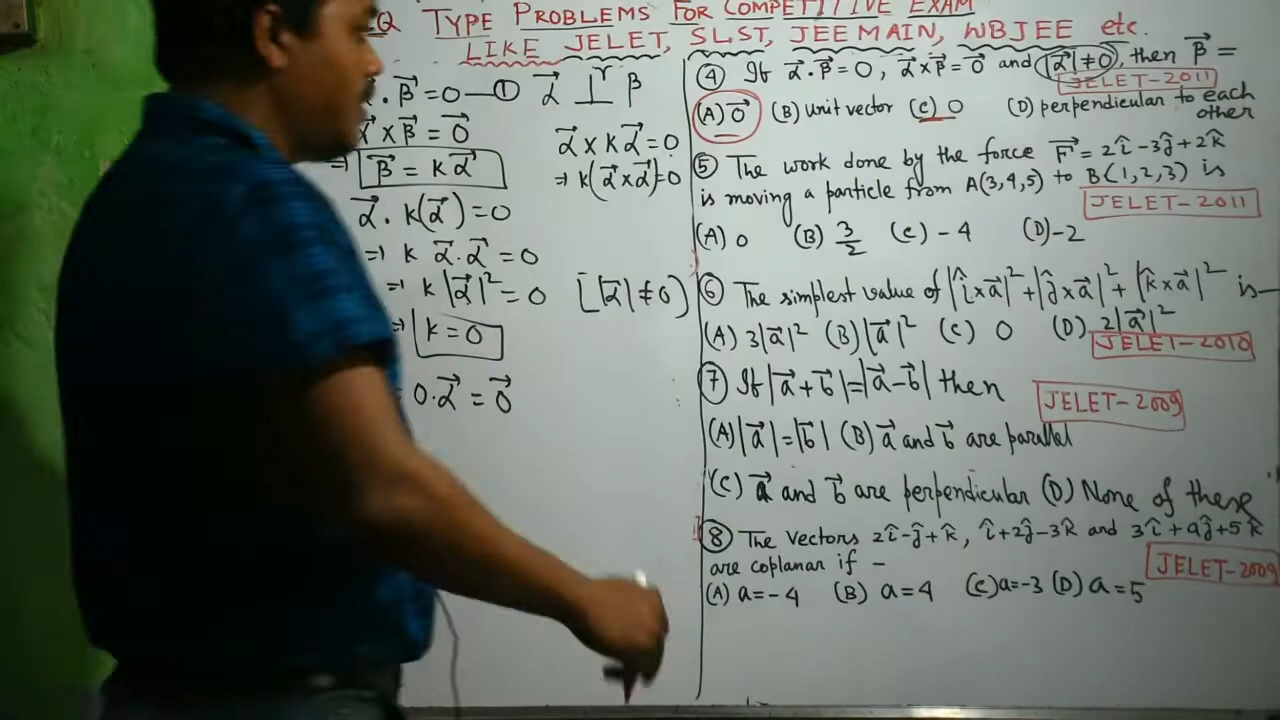 Q TYPE PROBLEMS FOR COMPETITIVE EXAM
LIKE JELET, SLST, JEE MAIN, WBJEE etc.
. β⃗ = 0 — ① α⃗ ⊥ʳ β
α⃗ × β⃗ = 0⃗
⇒ β⃗ = K α⃗
α⃗ × K α⃗ = 0
⇒ K(α⃗ × α⃗) = 0
α⃗ . K(α⃗) = 0
⇒ K α⃗ . α⃗ = 0
⇒ K |α⃗|² = 0 [|α⃗| ≠ 0)
⇒ K = 0
= 0.α⃗ = 0⃗
④ If α⃗ . β⃗ = 0, α⃗ × β⃗ = 0⃗ and |α⃗| ≠ 0, then β⃗ =
JELET-2011
(A) 0⃗ (B) unit vector (C) 0 (D) perpendicular to each other
⑤ The work done by the force F⃗ = 2î - 3ĵ + 2k̂
is moving a particle from A(3,4,5) to B(1,2,3) is
JELET-2011
(A) 0 (B) 3/2 (C) -4 (D) -2
⑥ The simplest value of |î × a⃗|² + |ĵ × a⃗|² + |k̂ × a⃗|² is —
(A) 3|a⃗|² (B) |a⃗|² (C) 0 (D) 2|a⃗|²
JELET-2010
⑦ If |a⃗ + b⃗| = |a⃗ - b⃗| then
JELET-2009
(A) |a⃗| = |b⃗| (B) a⃗ and b⃗ are parallel
(C) a⃗ and b⃗ are perpendicular (D) None of these
⑧ The vectors 2î - ĵ + k̂, î + 2ĵ - 3k̂ and 3î + aĵ + 5k̂
are coplanar if -
JELET-2009
(A) a = -4 (B) a = 4 (C) a = -3 (D) a = 5